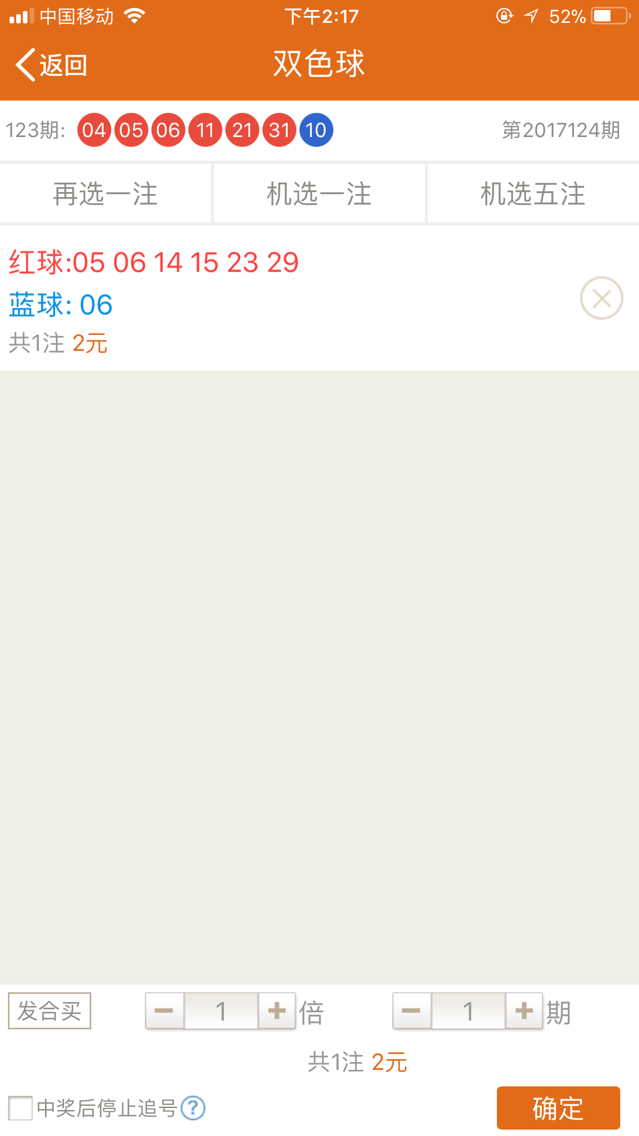 中国移动 下午2:17 52%
返回 双色球
123期: 04 05 06 11 21 31 10 第2017124期
再选一注 机选一注 机选五注
红球:05 06 14 15 23 29
蓝球: 06
共1注 2元
发合买 1 倍 1 期
共1注 2元
中奖后停止追号 ? 确定